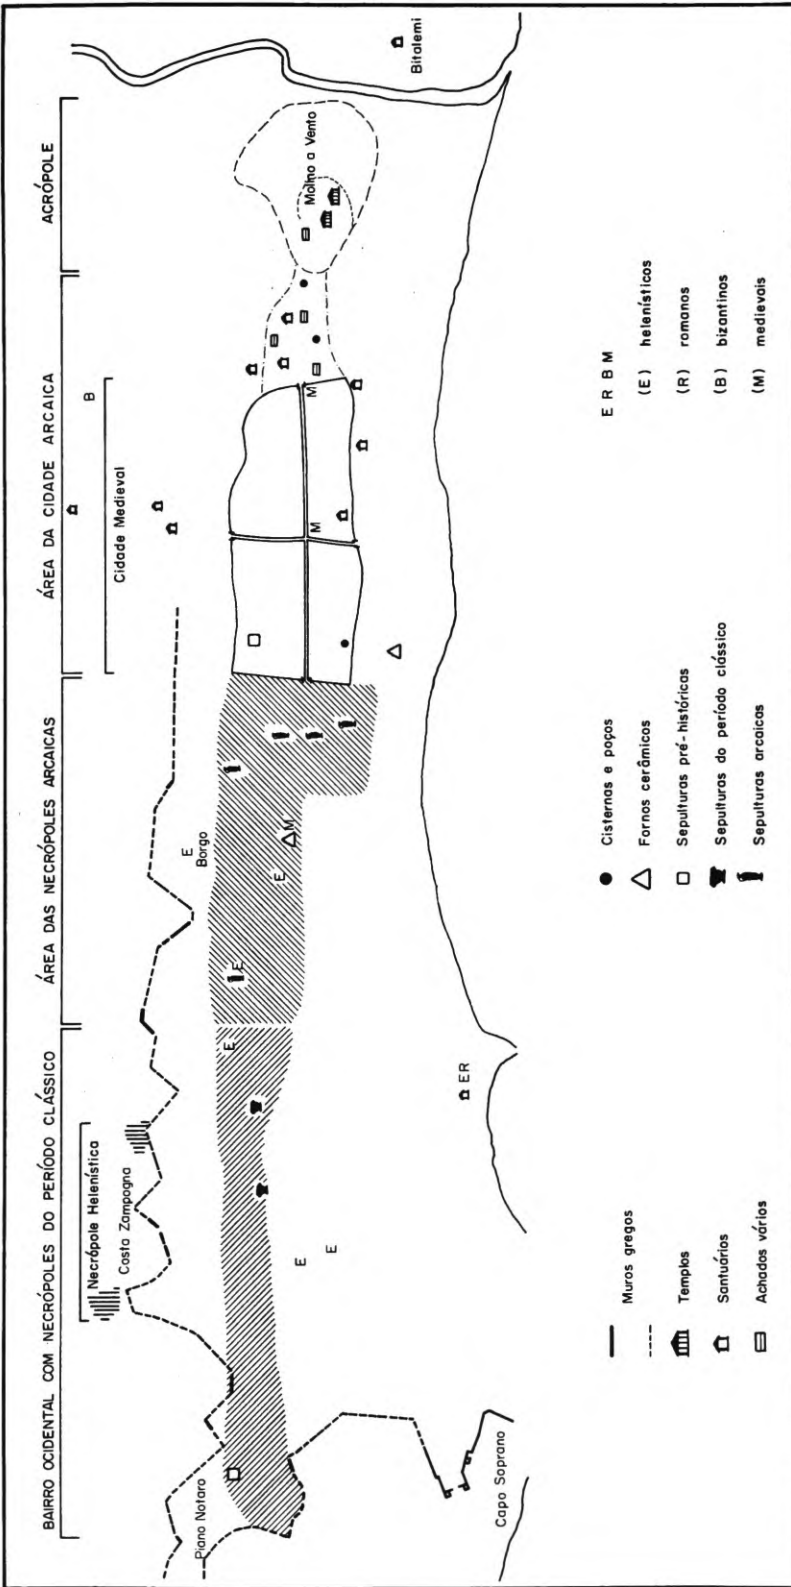 BAIRRO OCIDENTAL COM NECRÓPOLES DO PERÍODO CLÁSSICO
ÁREA DAS NECRÓPOLES ARCAICAS
ÁREA DA CIDADE ARCAICA
ACRÓPOLE
Necrópole Helenística
Costa Zampogna
Cidade Medieval
B
Piano Notaro
E
Borgo
E
E
E
M
M
M
Molino a Vento
Bitalemi
E
E
ER
Capo Soprano
Muros gregos
Templos
Santuários
Achados vários
Cisternas e poços
Fornos cerâmicos
Sepulturas pré-históricas
Sepulturas do período clássico
Sepulturas arcaicas
E R B M
(E) helenísticos
(R) romanos
(B) bizantinos
(M) medievais